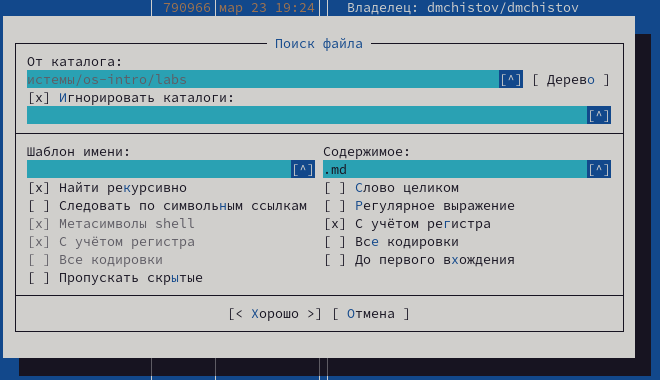 790966 мар 23 19:24 Владелец: dmchistov/dmchistov
Поиск файла
От каталога:
истемы/os-intro/labs [^] [ Дерево ]
[x] Игнорировать каталоги:
[^]
Шаблон имени: Содержимое:
[^] .md [^]
[x] Найти рекурсивно [ ] Слово целиком
[ ] Следовать по символьным ссылкам [ ] Регулярное выражение
[x] Метасимволы shell [x] С учётом регистра
[x] С учётом регистра [ ] Все кодировки
[ ] Все кодировки [ ] До первого вхождения
[ ] Пропускать скрытые
[< Хорошо >] [ Отмена ]